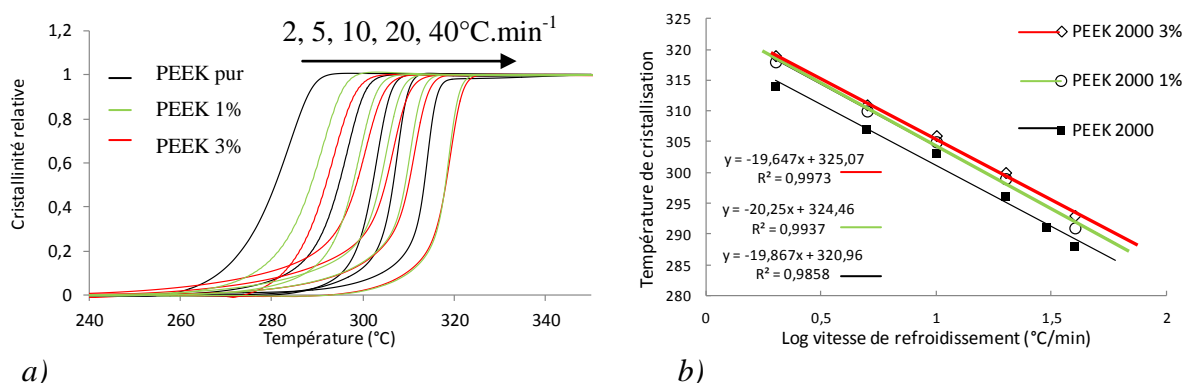 1,2
1
0,8
0,6
0,4
0,2
0
Cristallinité relative
2, 5, 10, 20, 40°C.min-1
PEEK pur
PEEK 1%
PEEK 3%
240 260 280 300 320 340
Température (°C)
a)
325
320
315
310
305
300
295
290
285
280
Température de cristallisation
PEEK 2000 3%
PEEK 2000 1%
PEEK 2000
y = -19,647x + 325,07
R² = 0,9973
y = -20,25x + 324,46
R² = 0,9937
y = -19,867x + 320,96
R² = 0,9858
0 0,5 1 1,5 2
Log vitesse de refroidissement (°C/min)
b)